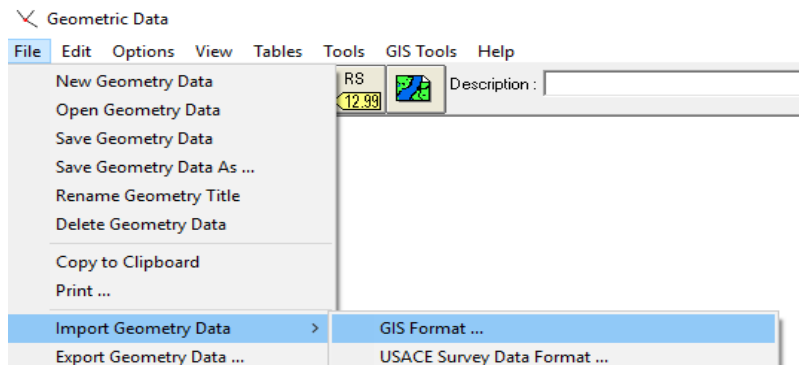 Geometric Data
File Edit Options View Tables Tools GIS Tools Help
New Geometry Data
RS
Description :
12.99
Open Geometry Data
Save Geometry Data
Save Geometry Data As ...
Rename Geometry Title
Delete Geometry Data
Copy to Clipboard
Print ...
Import Geometry Data >
GIS Format ...
Export Geometry Data ...
USACE Survey Data Format ...